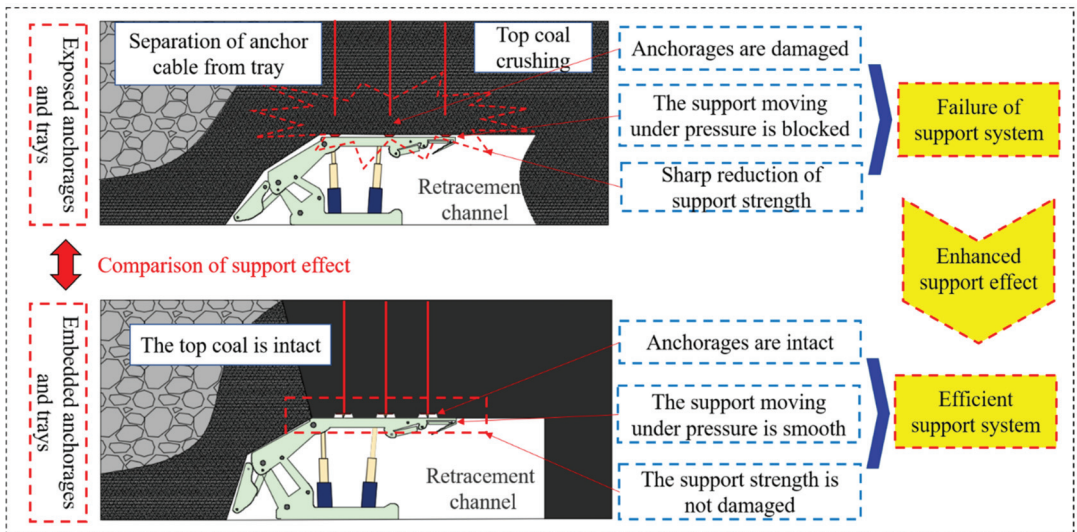 Exposed anchorages
and trays
Separation of anchor
cable from tray
Top coal
crushing
Retracement
channel
Anchorages are damaged
The support moving
under pressure is blocked
Sharp reduction of
support strength
Failure of
support system
Comparison of support effect
Enhanced
support effect
Embedded anchorages
and trays
The top coal is intact
Retracement
channel
Anchorages are intact
The support moving
under pressure is smooth
The support strength is
not damaged
Efficient
support system